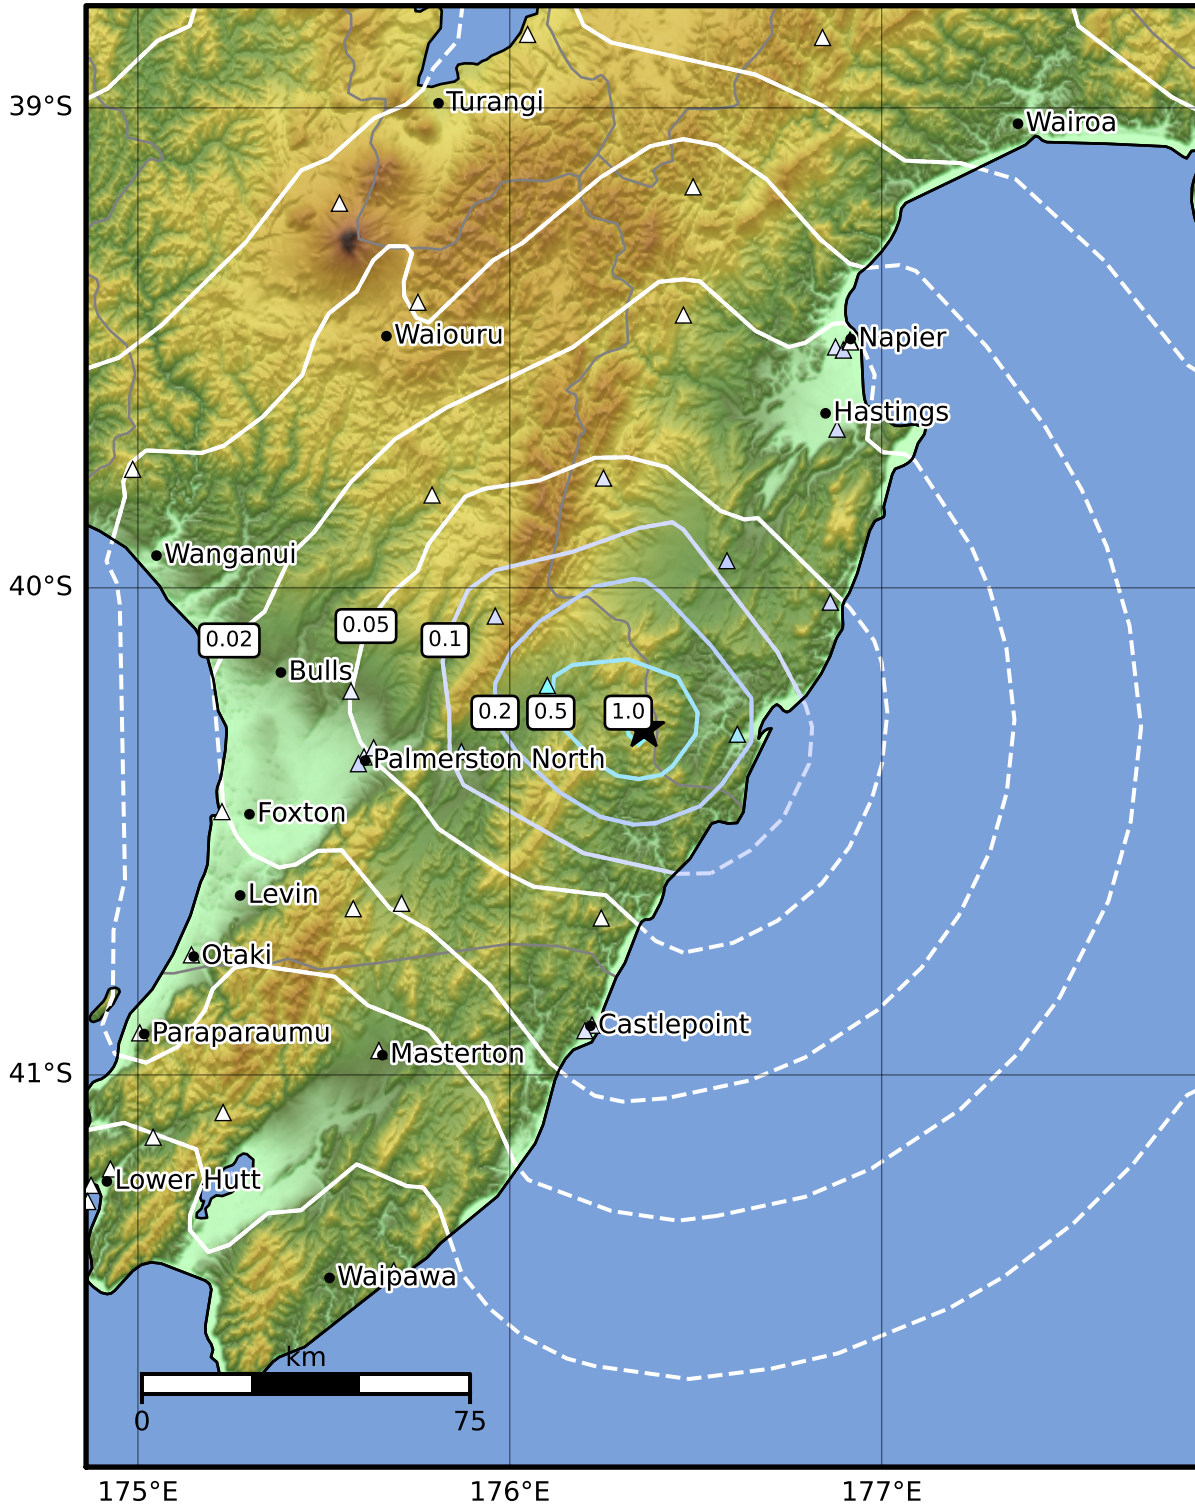 39°S
Turangi
Wairoa
Waiouru
Napier
Hastings
Wanganui
40°S
0.02
0.05
0.1
Bulls
0.2
0.5
1.0
Palmerston North
Foxton
Levin
Otaki
Paraparaumu
Castlepoint
Masterton
41°S
Lower Hutt
Waipawa
km
0
75
175°E
176°E
177°E